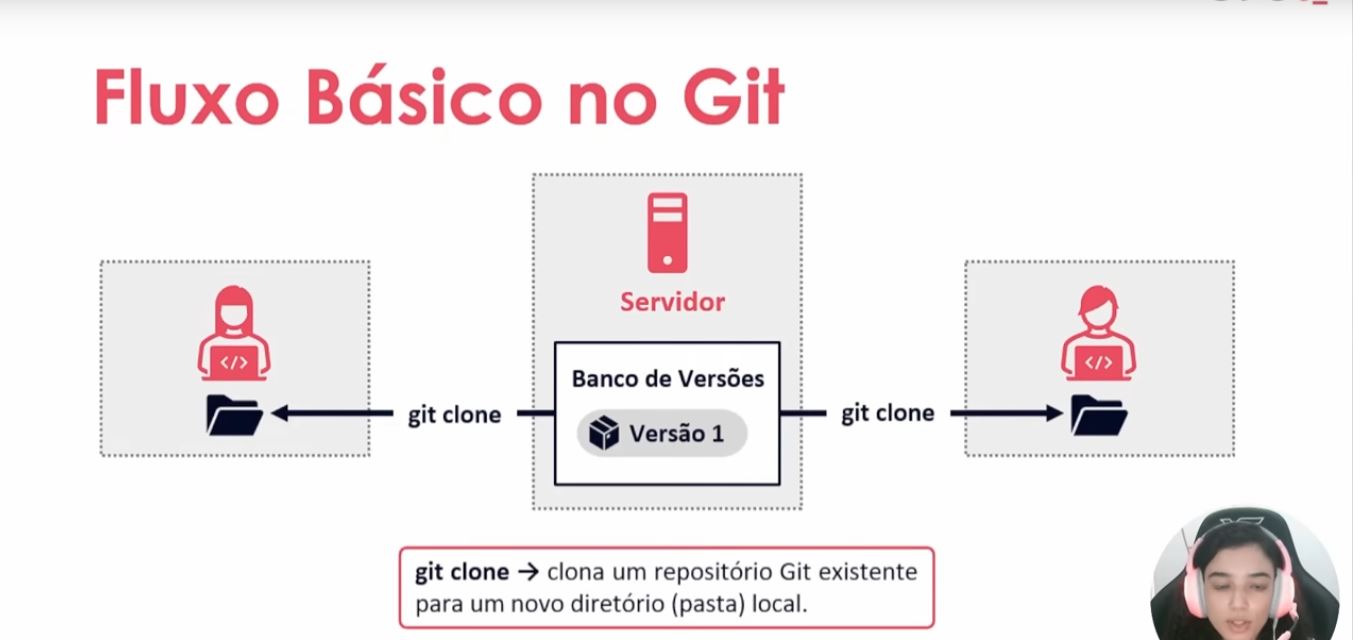 Fluxo Básico no Git
Servidor
Banco de Versões
Versão 1
git clone
git clone
</>
</>
git clone → clona um repositório Git existente
para um novo diretório (pasta) local.